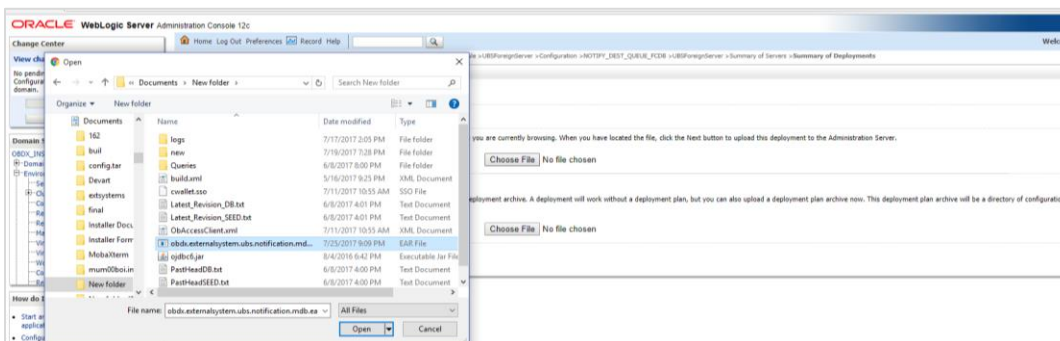 ORACLE WebLogic Server Administration Console 12c
Change Center
Home Log Out Preferences Record Help
View cha
No pendin
Configura
domain.
UBSForeignServer >Configuration >NOTIFY_DEST_QUEUE_FCDB >UBSForeignServer >Summary of Servers >Summary of Deployments
Open
« Documents > New folder >
Search New folder
Organize
New folder
Name Date modified Type
Documents
162
buil
config.tar
Devart
extsystems
final
Installer Docu
Installer Form
MobaXterm
mum00boi.in
New folder
logs 7/17/2017 2:05 PM File folder
new 7/19/2017 7:28 PM File folder
Queries 6/8/2017 8:00 PM File folder
build.xml 5/16/2017 9:25 PM XML Document
cwallet.sso 7/11/2017 10:55 AM SSO File
Latest_Revision_DB.txt 6/8/2017 4:01 PM Text Document
Latest_Revision_SEED.txt 6/8/2017 4:01 PM Text Document
ObAccessClient.xml 7/11/2017 10:55 AM XML Document
obdx.externalsystem.ubs.notification.md... 7/25/2017 9:09 PM EAR File
ojdbc6.jar 8/4/2016 6:42 PM Executable Jar File
PastHeadDB.txt 6/8/2017 4:00 PM Text Document
PastHeadSEED.txt 6/8/2017 4:00 PM Text Document
File name: obdx.externalsystem.ubs.notification.mdb.ea
All Files
Open
Cancel
you are currently browsing. When you have located the file, click the Next button to upload this deployment to the Administration Server.
Choose File No file chosen
deployment archive. A deployment will work without a deployment plan, but you can also upload a deployment plan archive now. This deployment plan archive will be a directory of configuratio
Choose File No file chosen
Domain S
OBDX_INS
Doma
Enviro
How do I
Start an
applicat
Configu